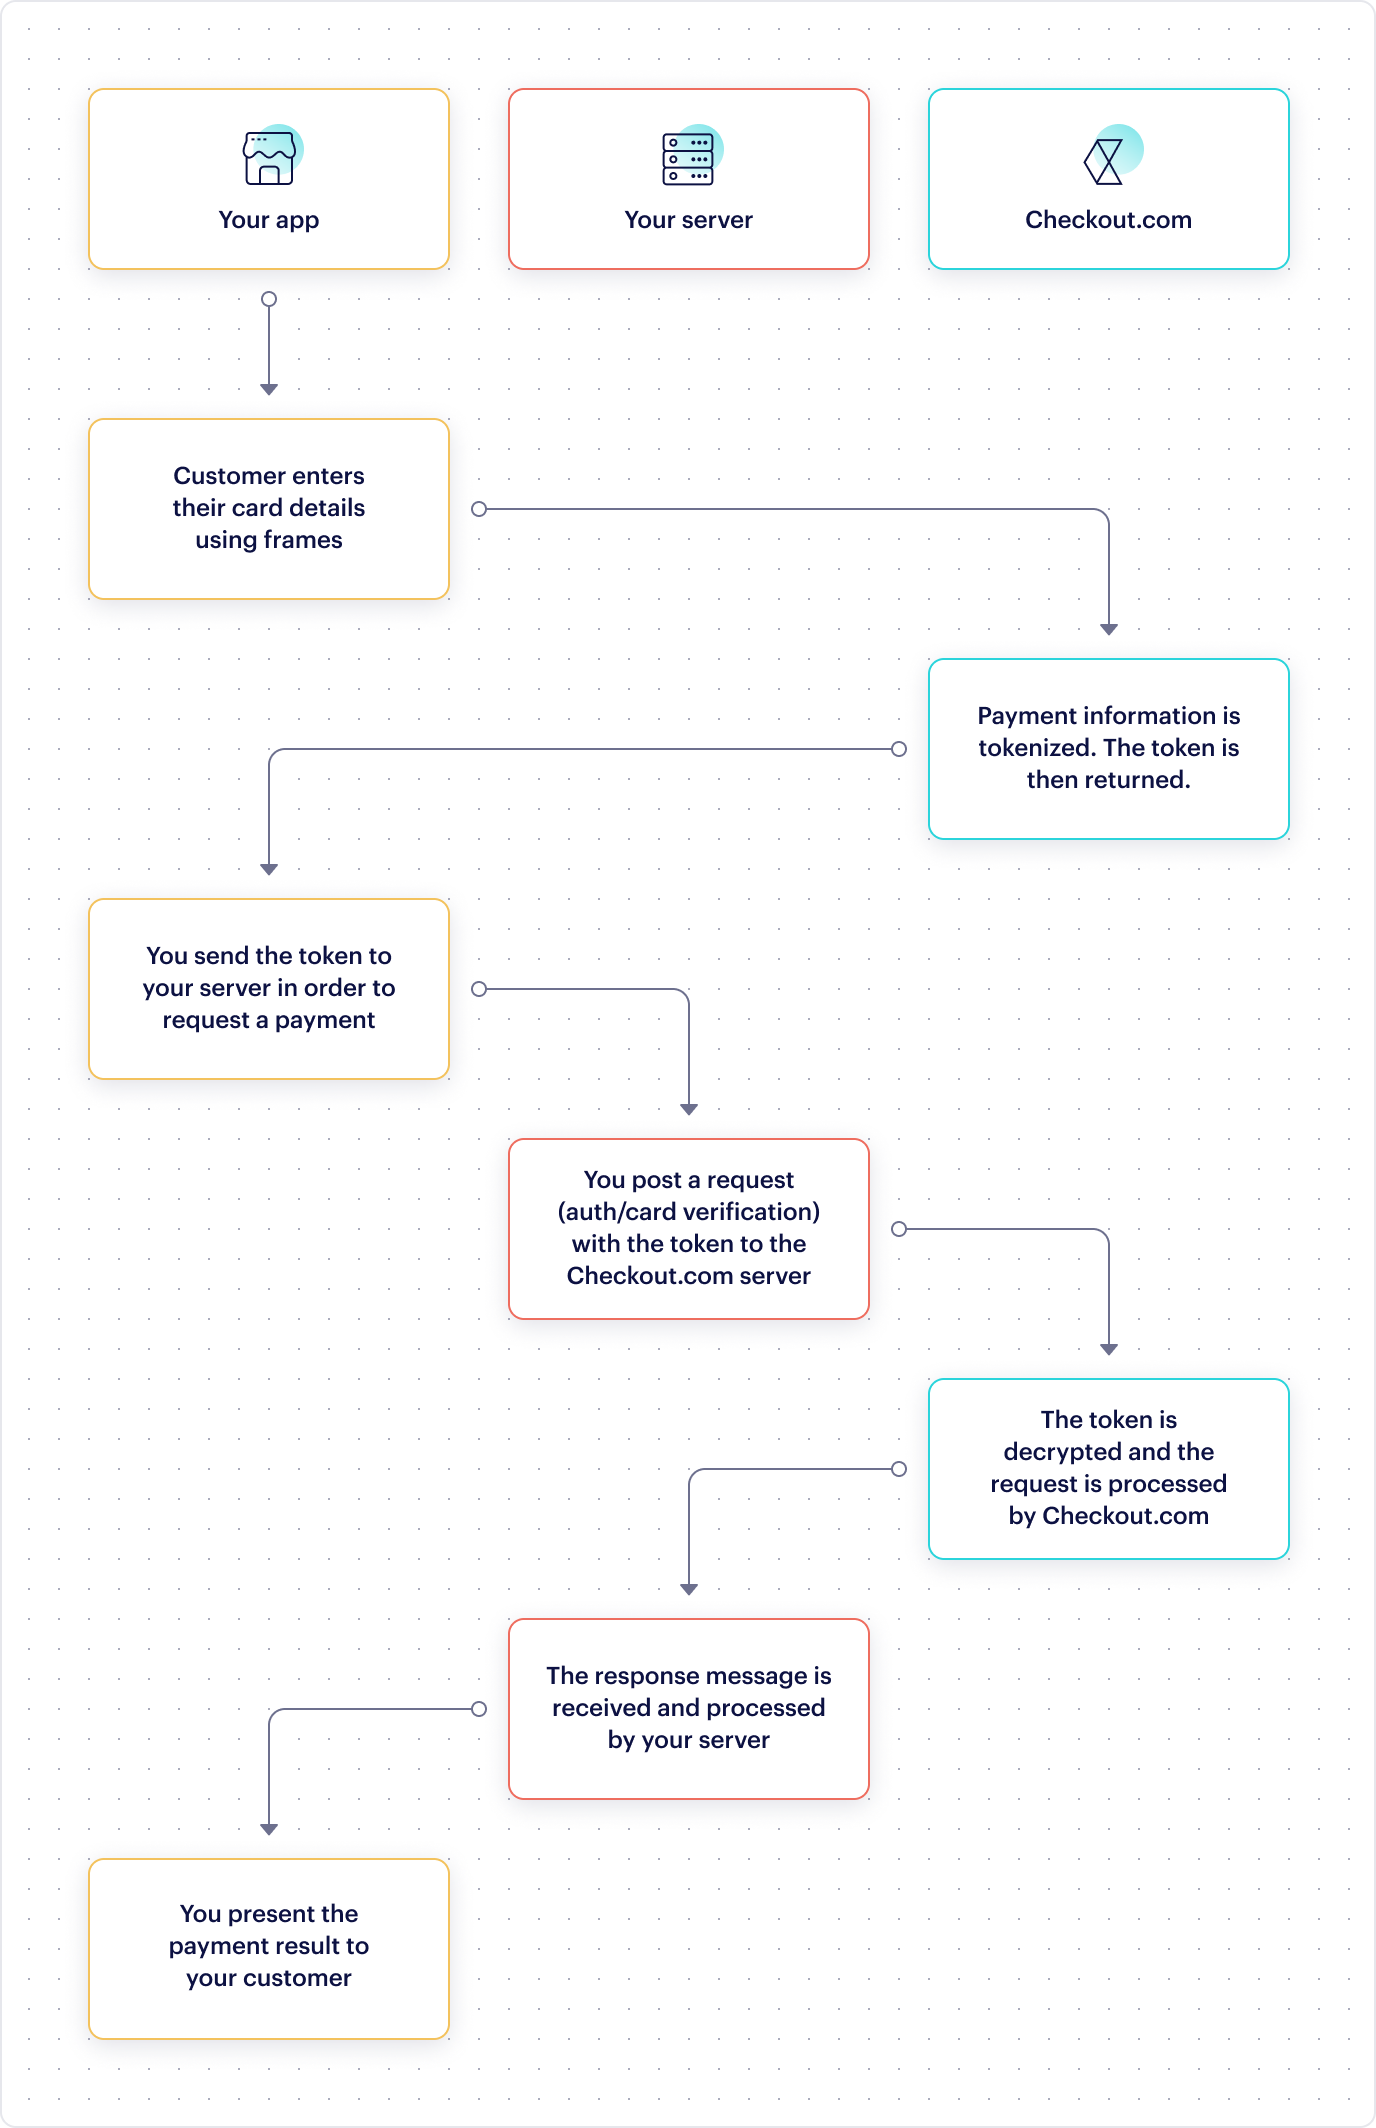 Your app
Your server
Checkout.com
Customer enters
their card details
using frames
Payment information is
tokenized. The token is
then returned.
You send the token to
your server in order to
request a payment
You post a request
(auth/card verification)
with the token to the
Checkout.com server
The token is
decrypted and the
request is processed
by Checkout.com
The response message is
received and processed
by your server
You present the
payment result to
your customer